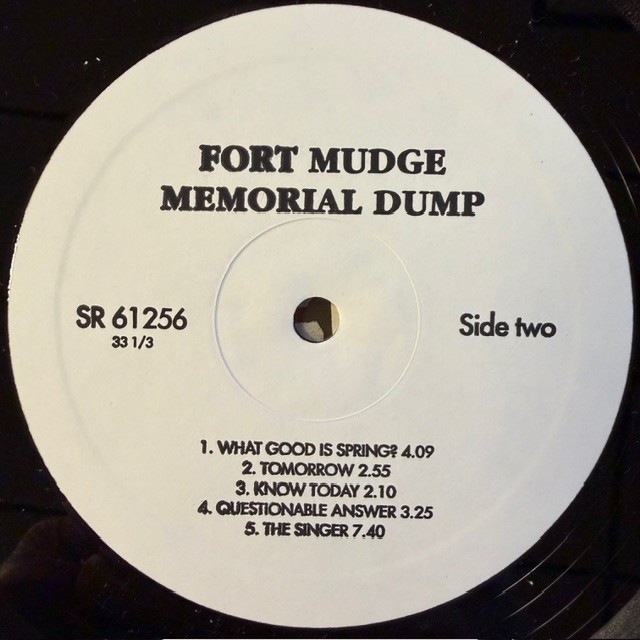 FORT MUDGE
MEMORIAL DUMP
SR 61256
33 1/3
Side two
1. WHAT GOOD IS SPRING? 4.09
2. TOMORROW 2.55
3. KNOW TODAY 2.10
4. QUESTIONABLE ANSWER 3.25
5. THE SINGER 7.40